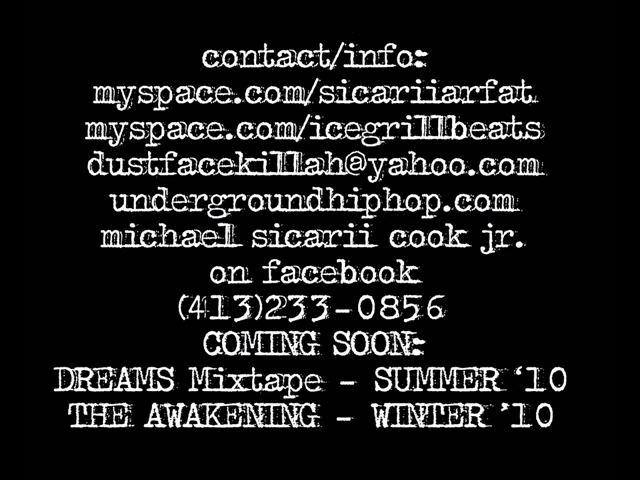 contact/info:
myspace.com/sicariiarfat
myspace.com/icegrillbeats
dustfacekillah@yahoo.com
undergroundhiphop.com
michael sicarii cook jr.
on facebook
(413)233-0856
COMING SOON:
DREAMS Mixtape - SUMMER '10
THE AWAKENING - WINTER '10